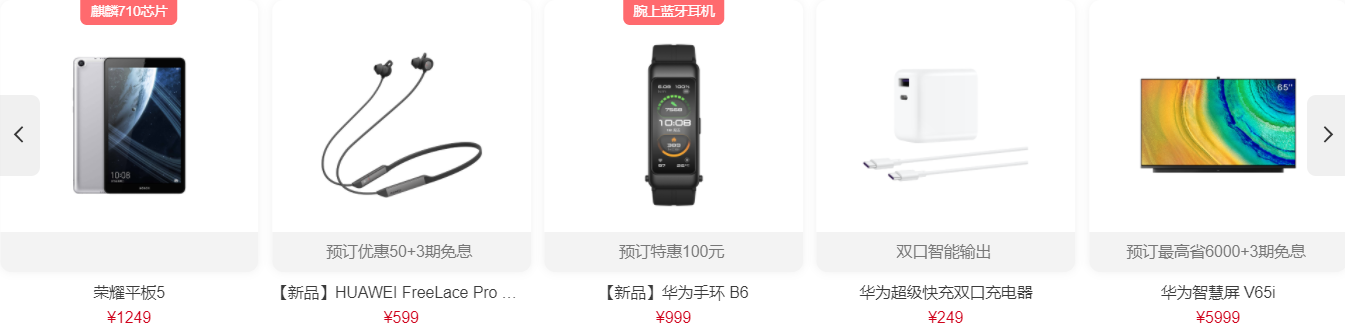 麒麟710芯片
腕上蓝牙耳机
08:08
10:08
65"
预订优惠50+3期免息
预订特惠100元
双口智能输出
预订最高省6000+3期免息
荣耀平板5
【新品】HUAWEI FreeLace Pro ...
【新品】华为手环 B6
华为超级快充双口充电器
华为智慧屏 V65i
¥1249
¥599
¥999
¥249
¥5999